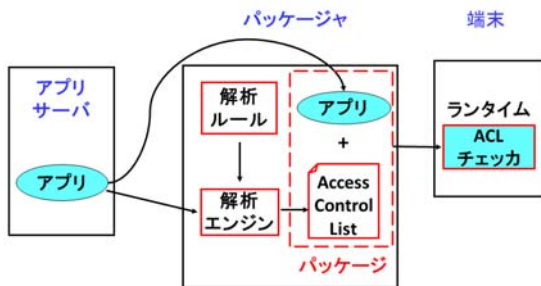 パッケージャ
端末
アプリ
サーバ
アプリ
解析
ルール
アプリ
+
解析
エンジン
Access
Control
List
パッケージ
ランタイム
ACL
チェッカ